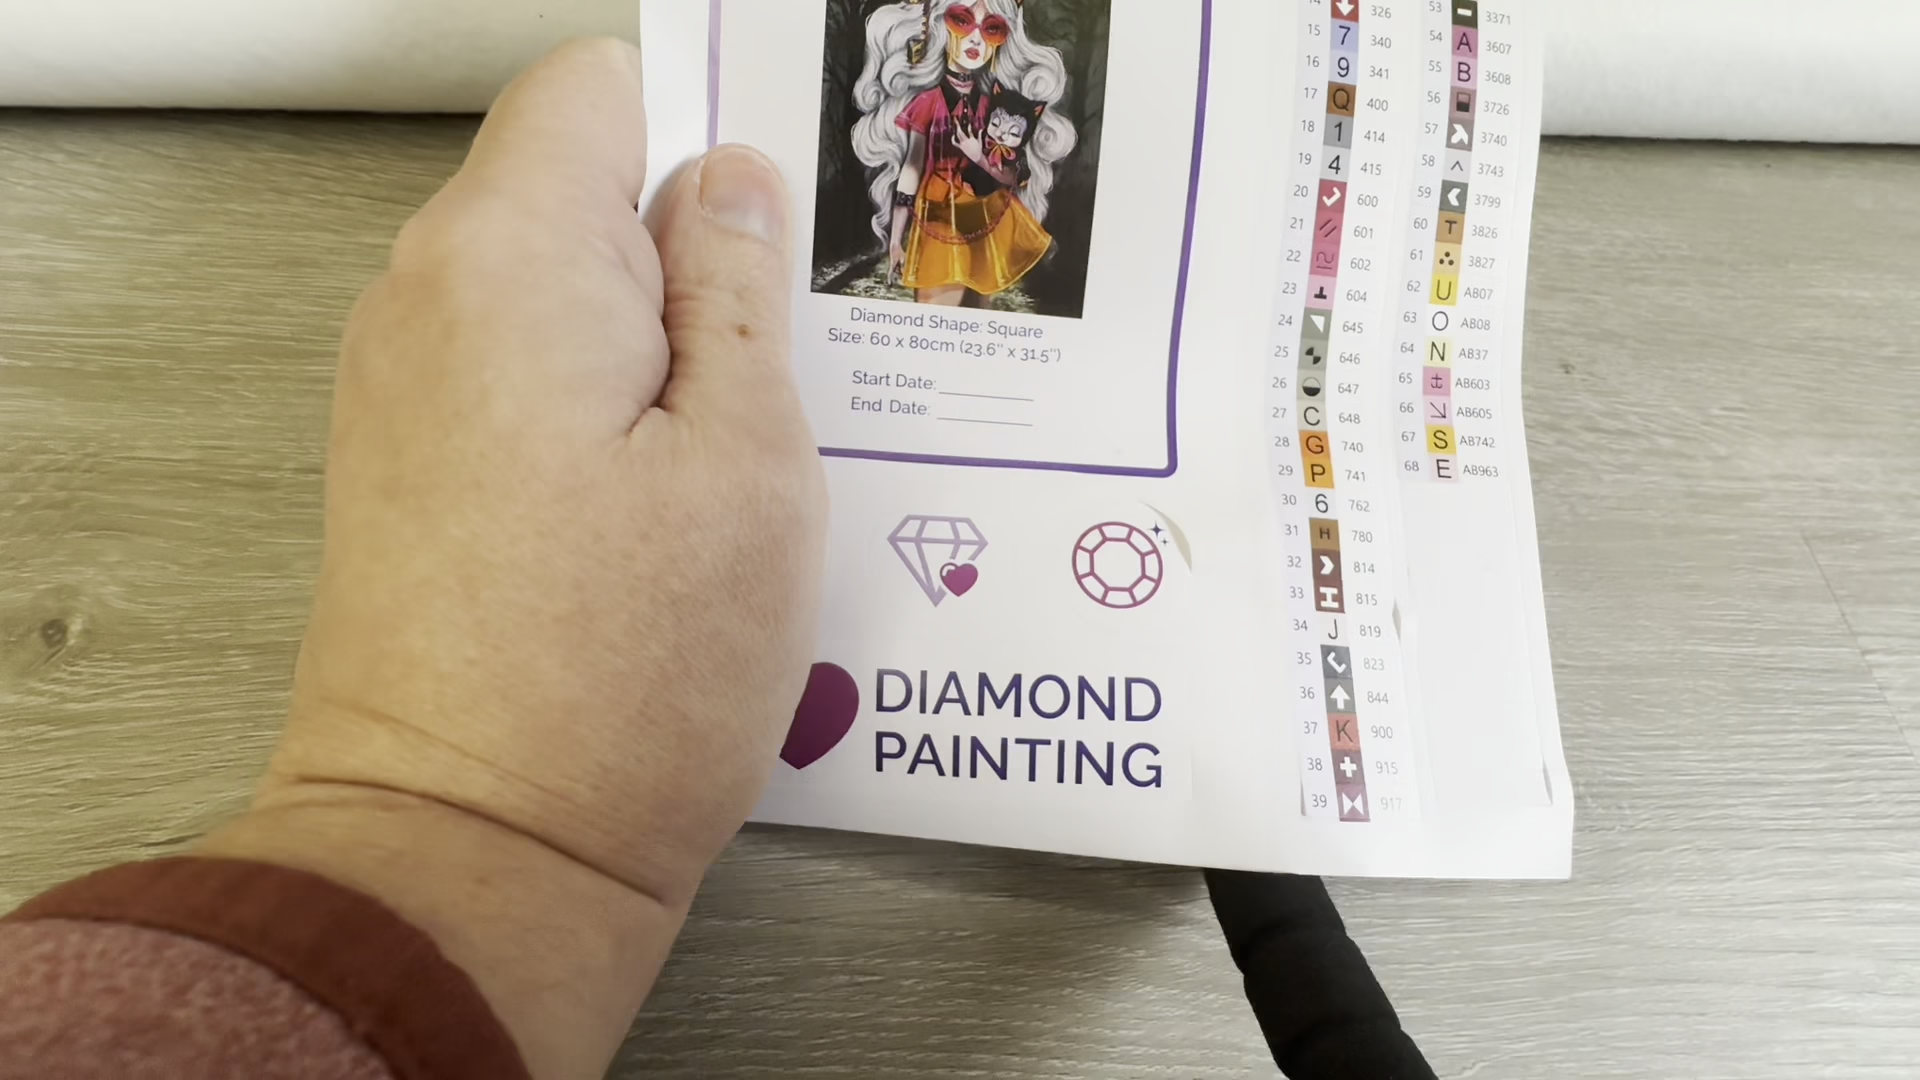 Diamond Shape: Square
Size: 60 x 80cm (23.6" x 31.5")
Start Date:
End Date:
DIAMOND
PAINTING
326
15 7 340
16 9 341
17 Q 400
18 1 414
19 4 415
20 600
21 601
22 602
23 604
24 645
25 646
26 647
27 C 648
28 G 740
29 P 741
30 6 762
31 H 780
32 814
33 I 815
34 J 819
35 823
36 844
37 K 900
38 915
39 917
53 3371
54 A 3607
55 B 3608
56 3726
57 3740
58 ^ 3743
59 3799
60 T 3826
61 3827
62 U AB07
63 O AB08
64 N AB37
65 AB603
66 AB605
67 S AB742
68 E AB963